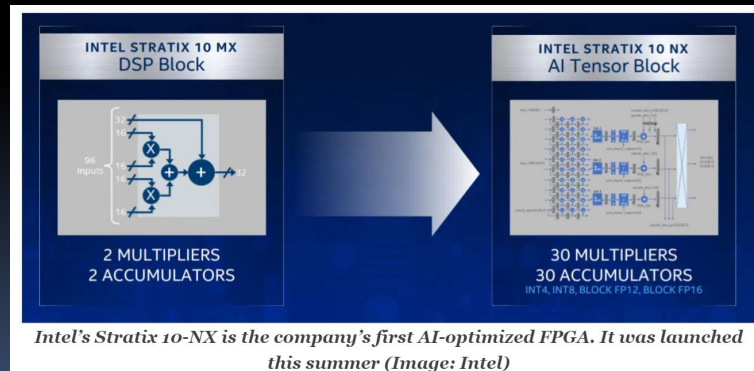 INTEL STRATIX 10 MX
DSP Block
32
16
96
Inputs
16
16
16
X
X
+
+
32
2 MULTIPLIERS
2 ACCUMULATORS
INTEL STRATIX 10 NX
AI Tensor Block
30 MULTIPLIERS
30 ACCUMULATORS
INT4, INT8, BLOCK FP12, BLOCK FP16
Intel's Stratix 10-NX is the company's first AI-optimized FPGA. It was launched
this summer (Image: Intel)